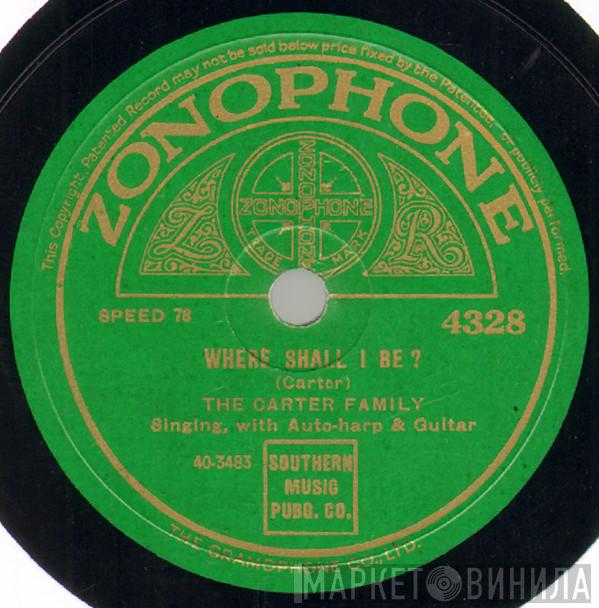 This Copyright, Patented Record may not be sold below price fixed by the Patentees, or publicly performed.
ZONOPHONE
ZONOPHONE
ZONOPHONE
TRADE MARK
Z R
SPEED 78
4328
WHERE SHALL I BE ?
(Carter)
THE CARTER FAMILY
Singing, with Auto-harp & Guitar
40-3483
SOUTHERN
MUSIC
PUBG. CO.
THE GRAMOPHONE CO., LTD.
МАРКЕТ ВИНИЛА